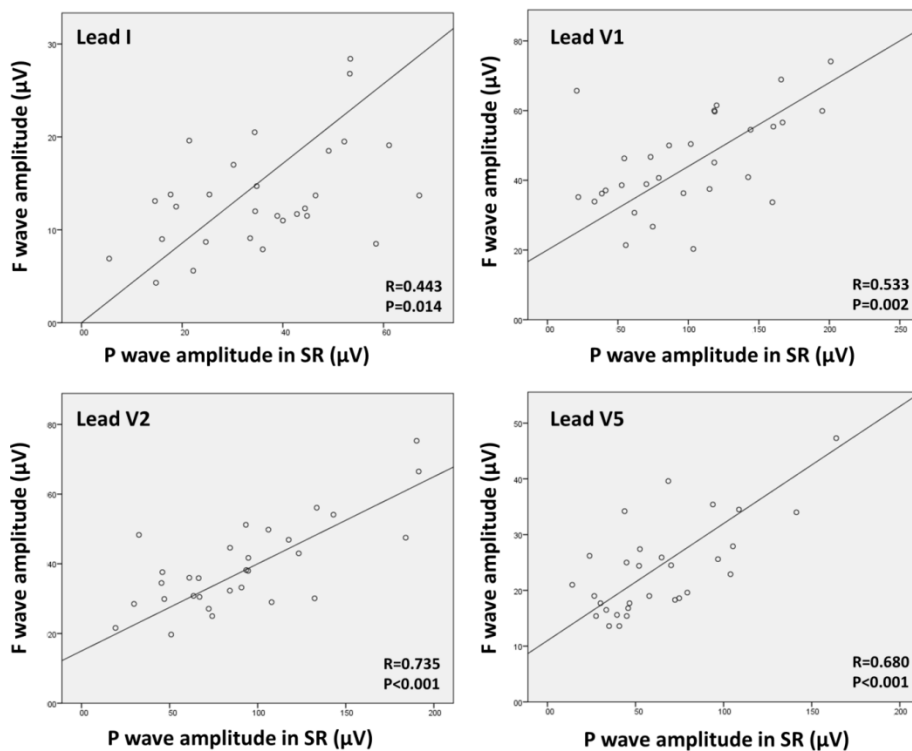 Lead I
F wave amplitude (µV)
30
20
10
00
00 20 40 60
R=0.443
P=0.014
P wave amplitude in SR (µV)
Lead V1
F wave amplitude (µV)
80
60
40
20
00
00 50 100 150 200 250
R=0.533
P=0.002
P wave amplitude in SR (µV)
Lead V2
F wave amplitude (µV)
80
60
40
20
00
00 50 100 150 200
R=0.735
P<0.001
P wave amplitude in SR (µV)
Lead V5
F wave amplitude (µV)
50
40
30
20
10
00
00 50 100 150 200
R=0.680
P<0.001
P wave amplitude in SR (µV)